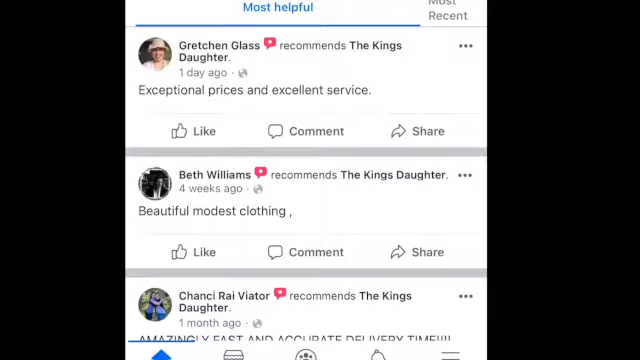 Most helpful
Most
Recent
Gretchen Glass recommends The Kings
Daughter.
1 day ago ·
Exceptional prices and excellent service.
Like Comment Share
Beth Williams recommends The Kings Daughter.
4 weeks ago ·
Beautiful modest clothing ,
Like Comment Share
Chanci Rai Viator recommends The Kings
Daughter.
1 month ago ·
AMAZINGLY FAST AND ACCURATE DELIVERY TIME!!!!